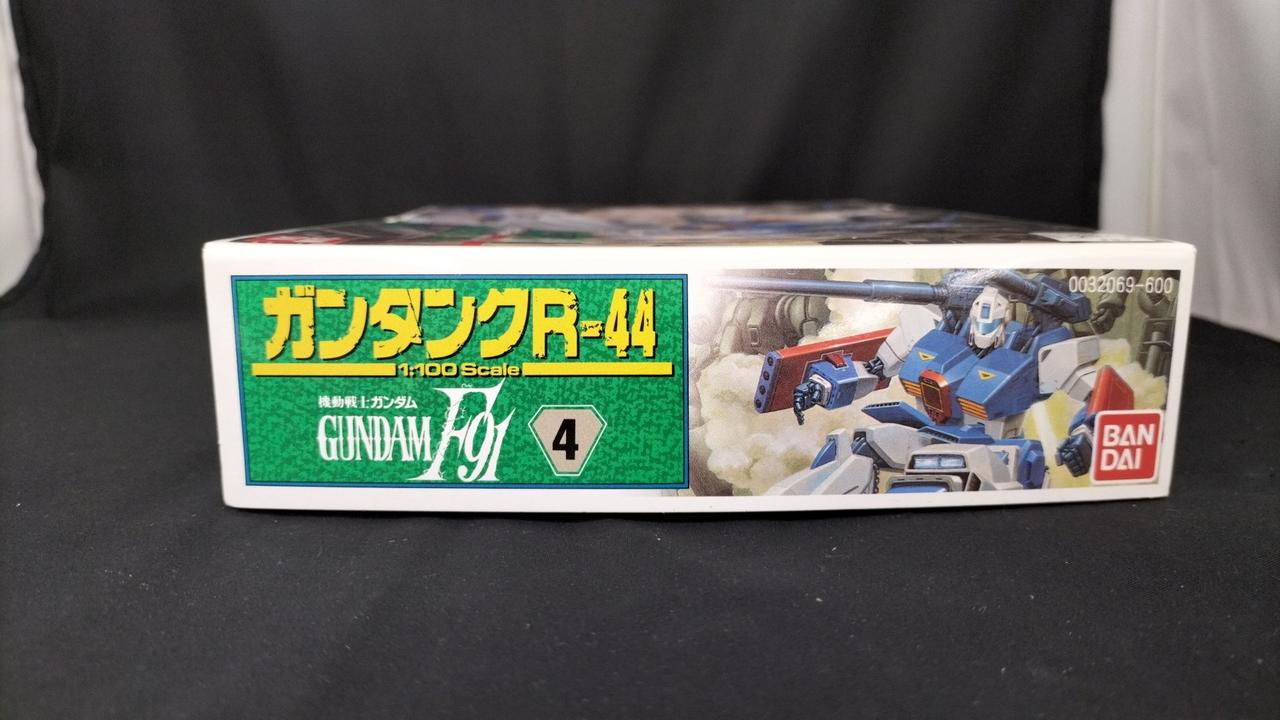 ガンダンクR-44
1:100 Scale
機動戦士ガンダム
GUNDAM F91
4
0032069-600
BAN
DAI